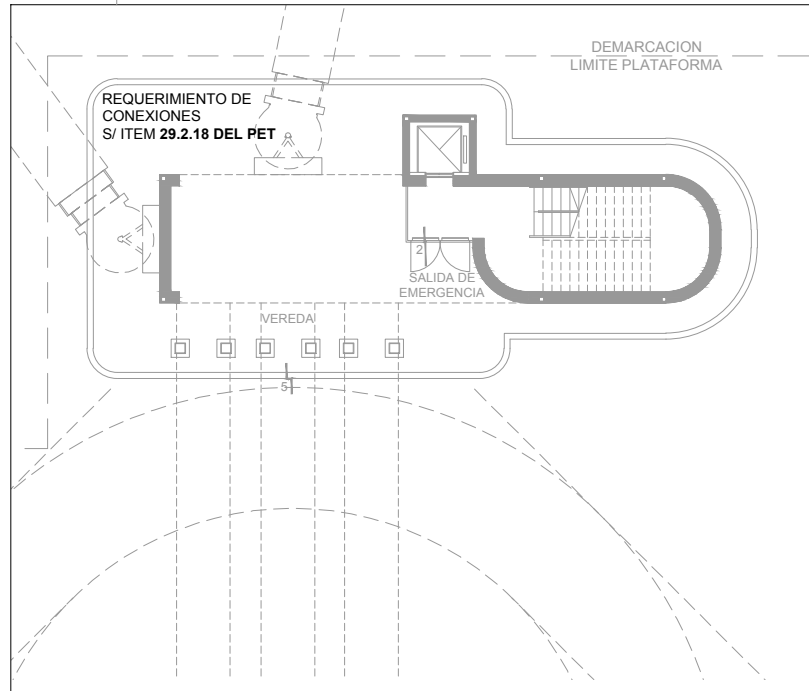 DEMARCACION
LIMITE PLATAFORMA
REQUERIMIENTO DE
CONEXIONES
S/ ITEM 29.2.18 DEL PET
2
SALIDA DE
EMERGENCIA
VEREDA
5